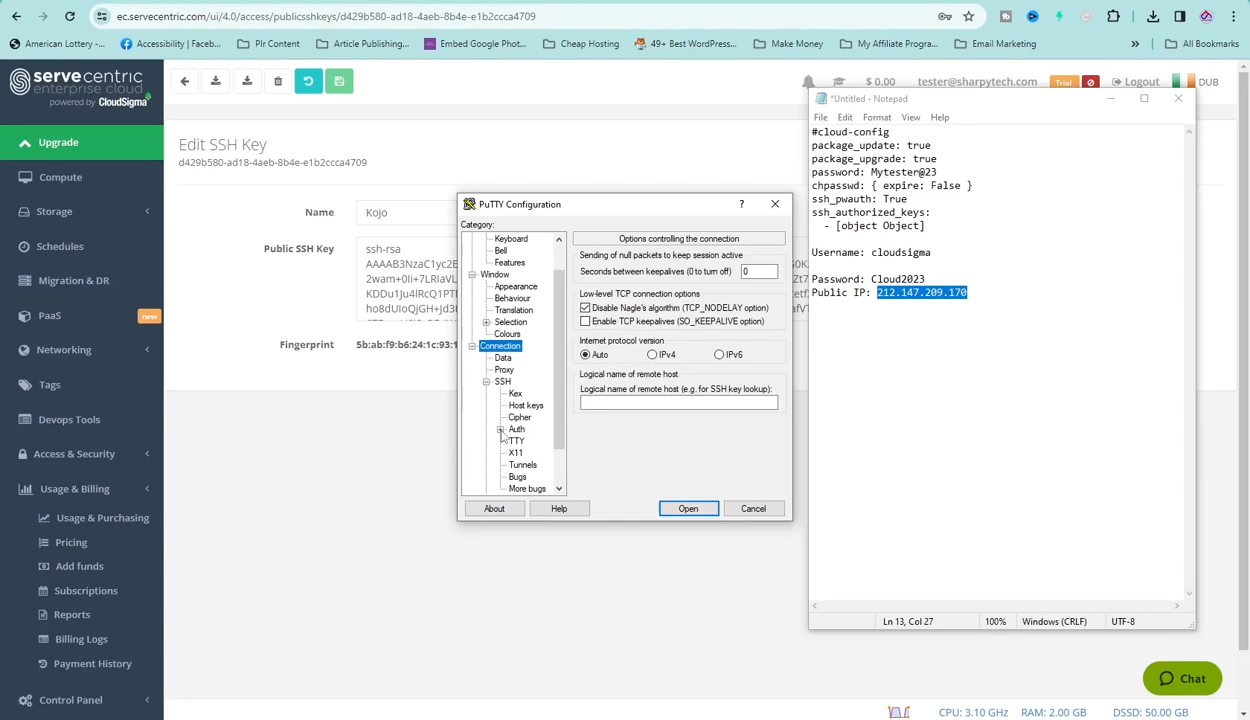 ec.servecentric.com/ui/4.0/access/publicsshkeys/d429b580-ad18-4aeb-8b4e-e1b2ccca4709
American Lottery -...
Accessibility | Faceb...
Plr Content
Article Publishing...
Embed Google Phot...
Cheap Hosting
49+ Best WordPress...
Make Money
My Affiliate Progra...
Email Marketing
»
All Bookmarks
servecentric
enterprise cloud
powered by CloudSigma
$ 0.00
tester@sharpytech.com
Trial
Logout
DUB
Upgrade
Compute
Storage
Schedules
Migration & DR
PaaS
new
Networking
Tags
Devops Tools
Access & Security
Usage & Billing
Usage & Purchasing
Pricing
Add funds
Subscriptions
Reports
Billing Logs
Payment History
Control Panel
Edit SSH Key
d429b580-ad18-4aeb-8b4e-e1b2ccca4709
Name
Kojo
Public SSH Key
ssh-rsa
Fingerprint
5b:ab:f9:b6:24:1c:93:1
PuTTY Configuration
?
Category:
Keyboard
Bell
Features
Window
Appearance
Behaviour
Translation
Selection
Colours
Connection
Data
Proxy
SSH
Kex
Host keys
Cipher
Auth
TTY
X11
Tunnels
Bugs
More bugs
Options controlling the connection
Sending of null packets to keep session active
Seconds between keepalives (0 to turn off)
0
Low-level TCP connection options
Disable Nagle's algorithm (TCP_NODELAY option)
Enable TCP keepalives (SO_KEEPALIVE option)
Internet protocol version
Auto
IPv4
IPv6
Logical name of remote host
Logical name of remote host (e.g. for SSH key lookup):
About
Help
Open
Cancel
*Untitled - Notepad
File
Edit
Format
View
Help
#cloud-config
package_update: true
package_upgrade: true
password: Mytester@23
chpasswd: { expire: False }
ssh_pwauth: True
ssh_authorized_keys:
- [object Object]
Username: cloudsigma
Password: Cloud2023
Public IP: 212.147.209.170
Ln 13, Col 27
100%
Windows (CRLF)
UTF-8
Chat
CPU: 3.10 GHz
RAM: 2.00 GB
DSSD: 50.00 GB